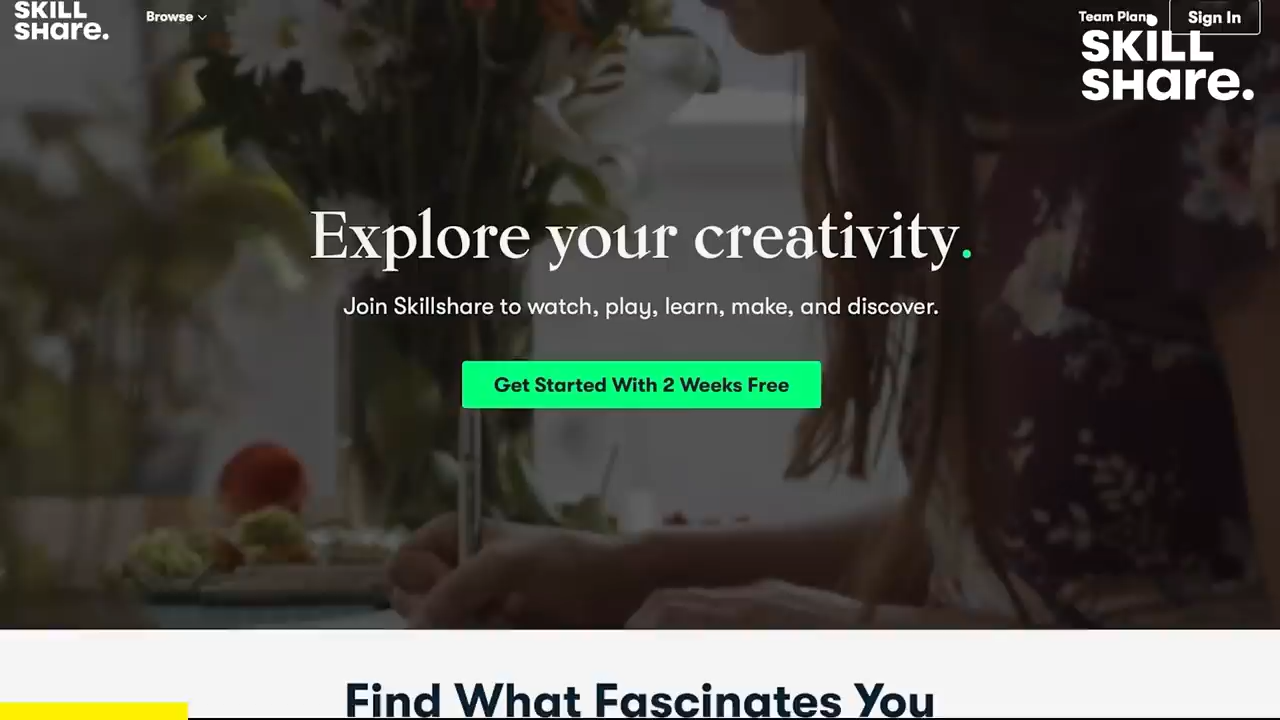 SKILL
SHare.
Browse
Team Plans
Sign In
SKILL
SHare.
Explore your creativity.
Join Skillshare to watch, play, learn, make, and discover.
Get Started With 2 Weeks Free
Find What Fascinates You